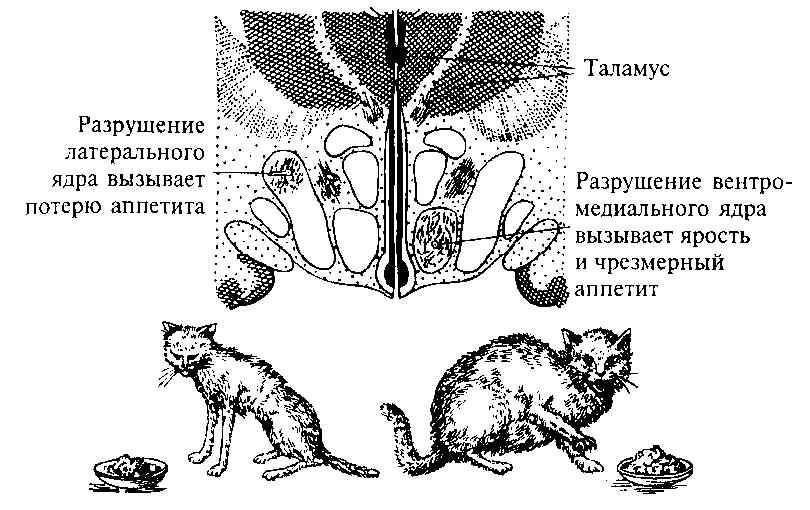 Таламус
Разрушение
латерального
ядра вызывает
потерю аппетита
Разрушение вентро-
медиального ядра
вызывает ярость
и чрезмерный
аппетит